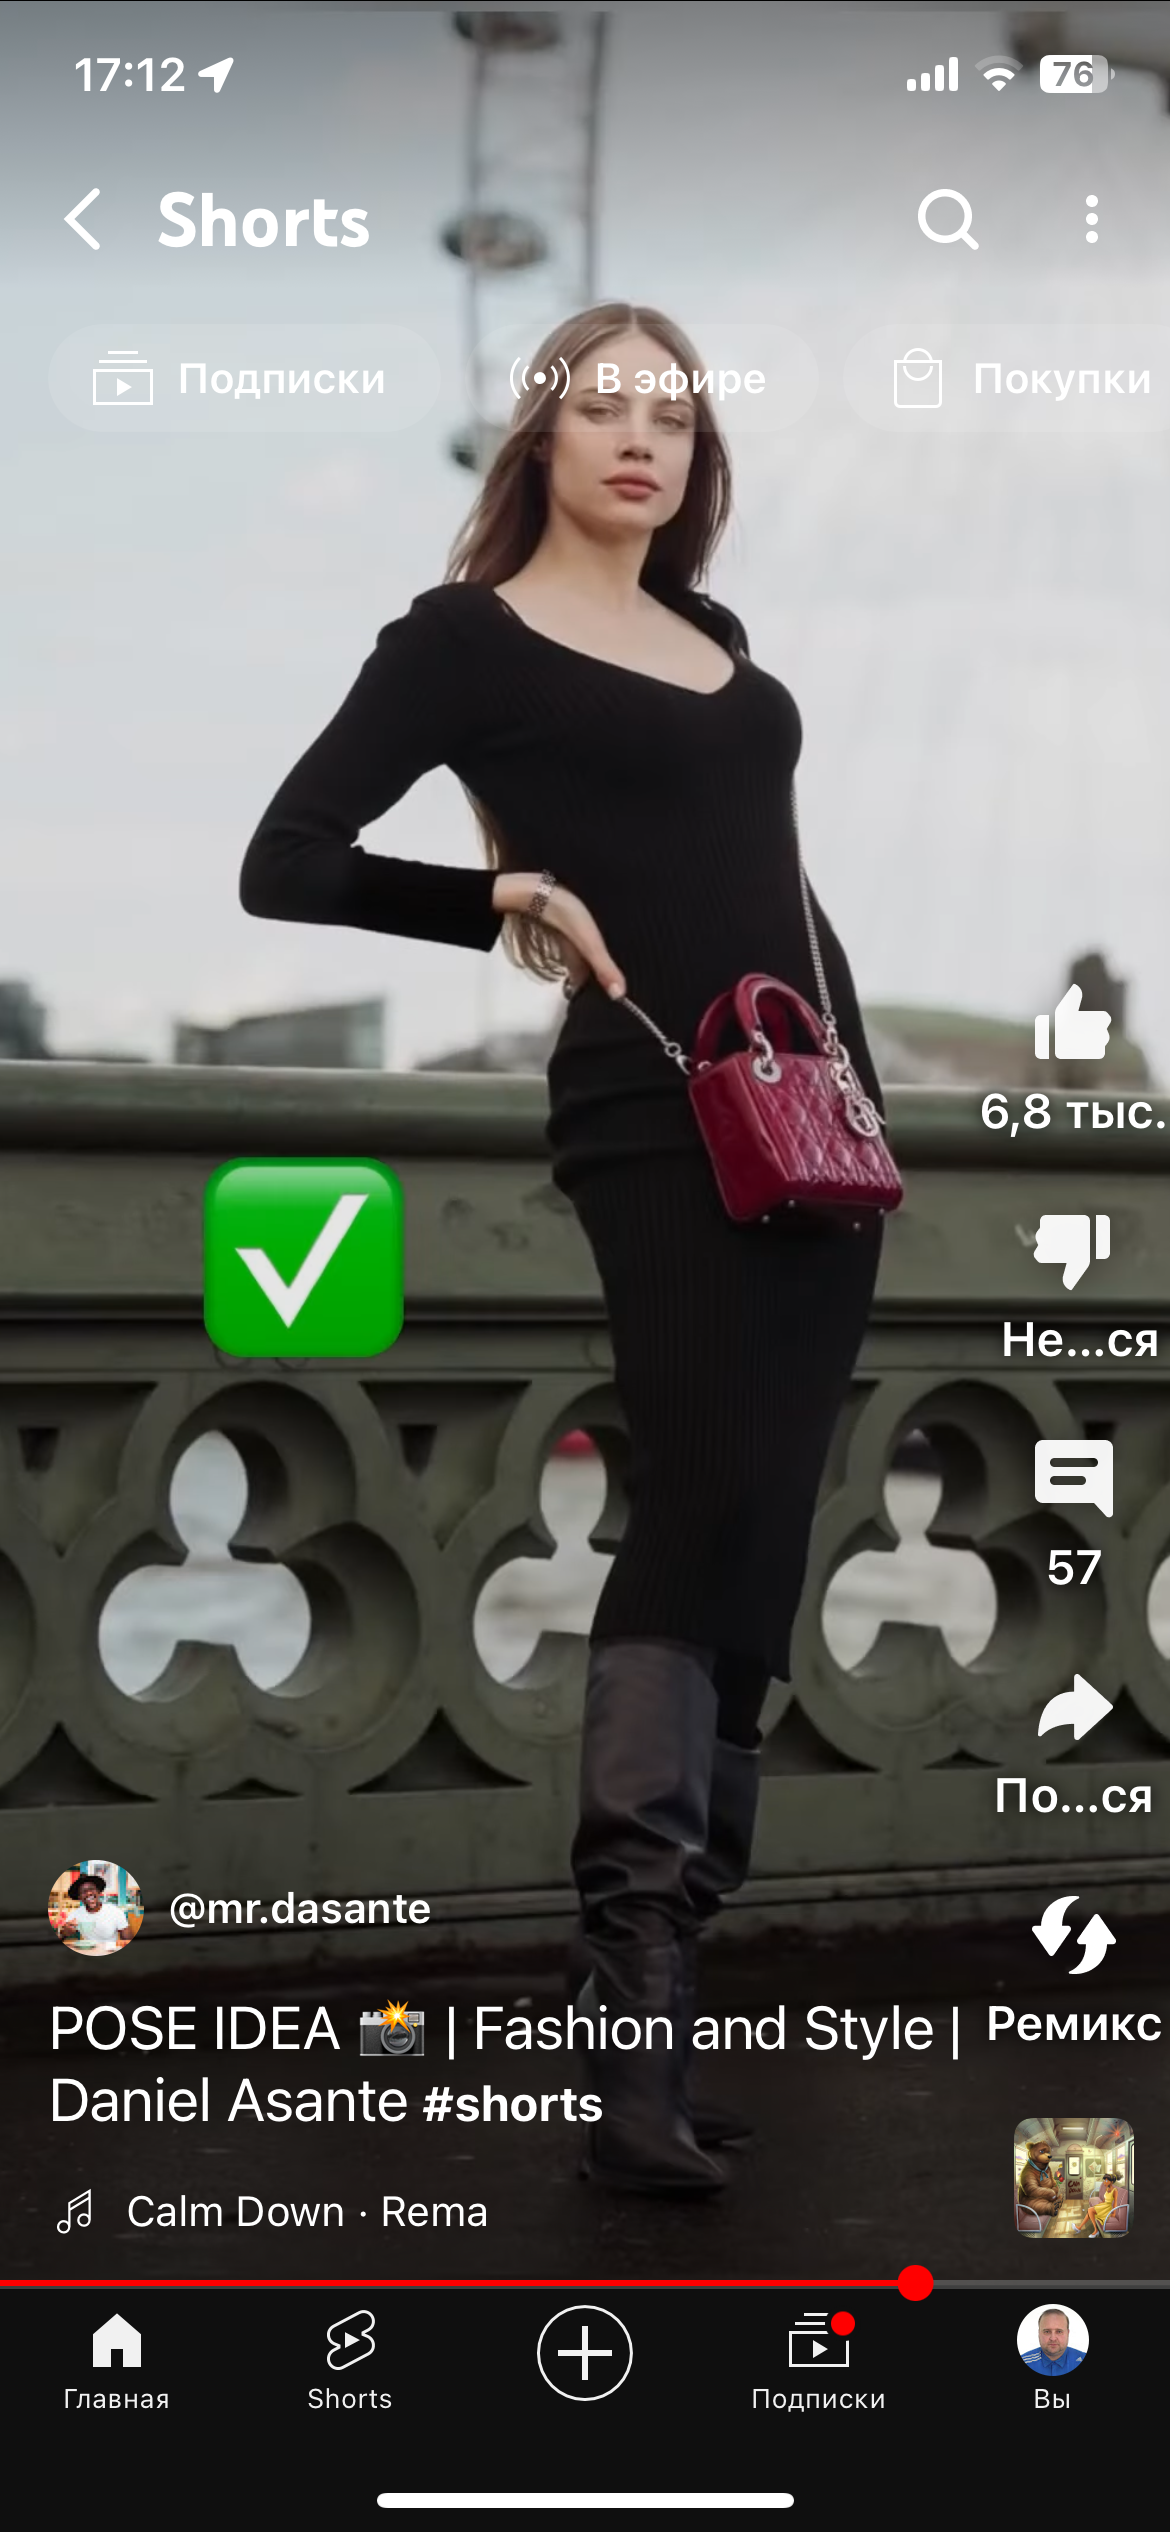 17:12
76
Shorts
Подписки
В эфире
Покупки
6,8 тыс.
Не...ся
57
По...ся
@mr.dasante
POSE IDEA 📸 | Fashion and Style |
Daniel Asante #shorts
Ремикс
Calm Down · Rema
Главная
Shorts
Подписки
Вы